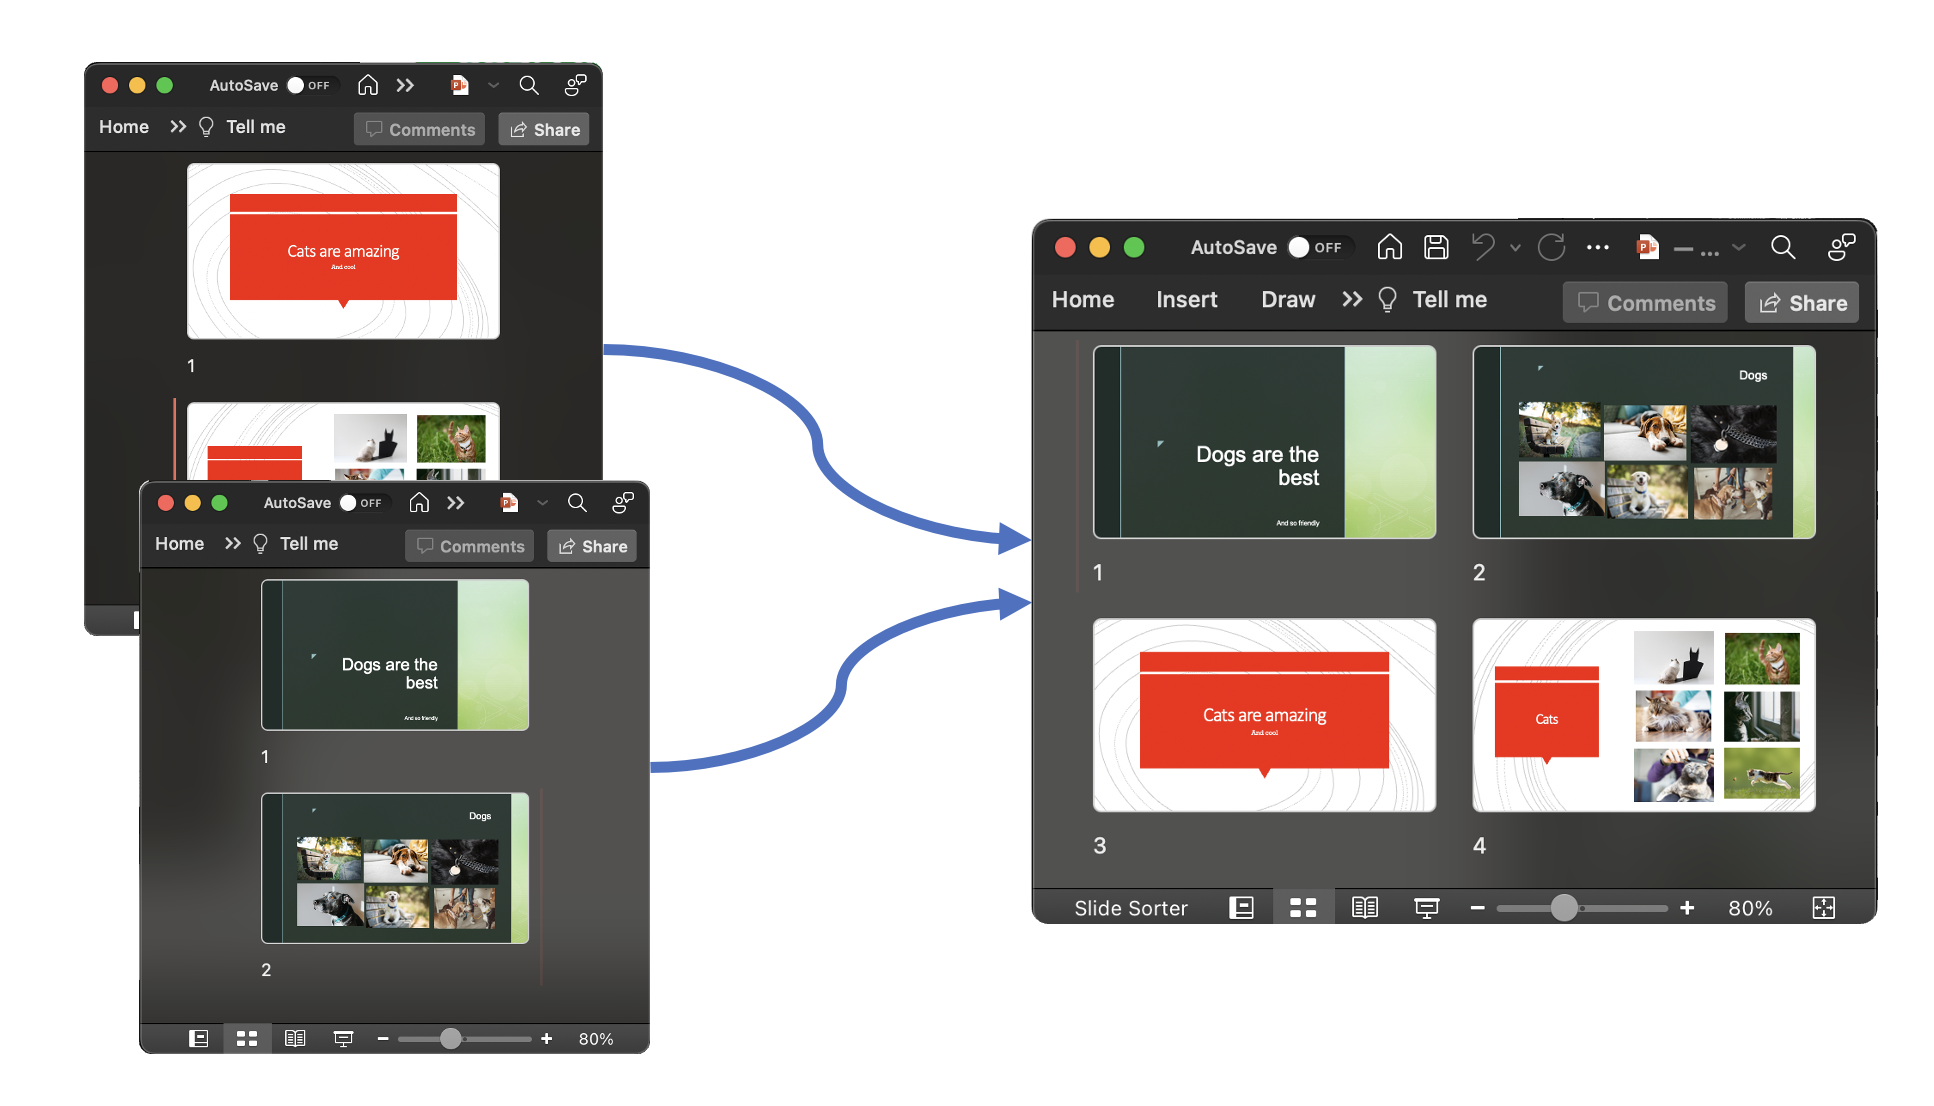 AutoSave OFF
Home Tell me Comments Share
Cats are amazing
And cool
1
AutoSave OFF
Home Tell me Comments Share
Dogs are the
best
And so friendly
1
Dogs
2
80%
AutoSave OFF
Home Insert Draw Tell me Comments Share
Dogs are the
best
And so friendly
1
Dogs
2
Cats are amazing
And cool
3
Cats
4
Slide Sorter 80%